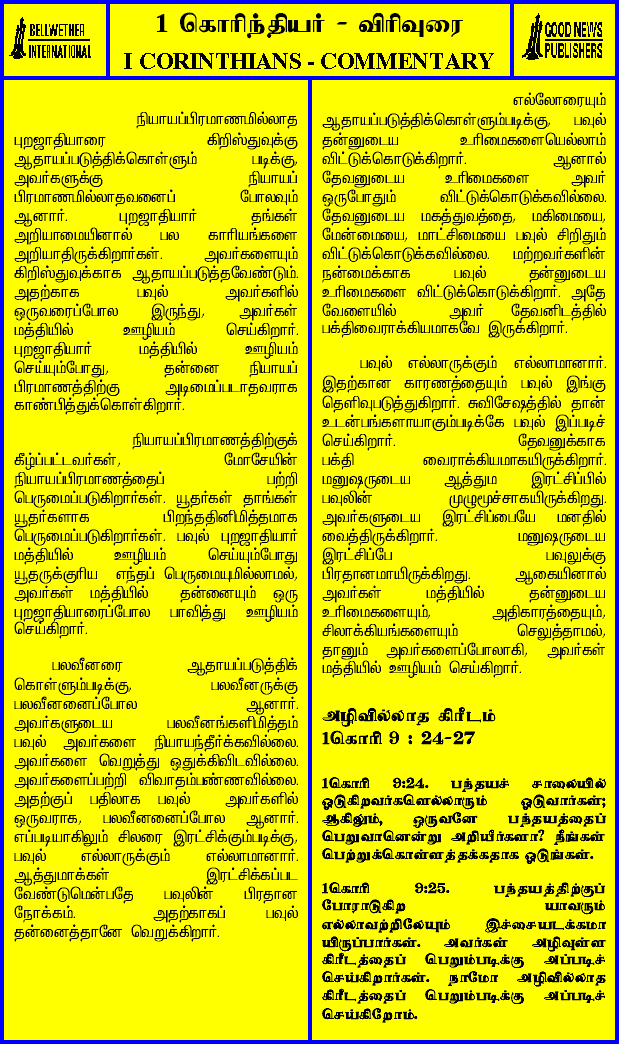 BELLWETHER
INTERNATIONAL
1 கொரிந்தியர் - விரிவுரை
I CORINTHIANS - COMMENTARY
GOOD NEWS
PUBLISHERS
நியாயப்பிரமாணமில்லாத
புறஜாதியாரை கிறிஸ்துவுக்கு
ஆதாயப்படுத்திக்கொள்ளும் படிக்கு,
அவர்களுக்கு நியாயப்
பிரமாணமில்லாதவனைப் போலவும்
ஆனார். புறஜாதியார் தங்கள்
அறியாமையினால் பல காரியங்களை
அறியாதிருக்கிறார்கள். அவர்களையும்
கிறிஸ்துவுக்காக ஆதாயப்படுத்தவேண்டும்.
அதற்காக பவுல் அவர்களில்
ஒருவரைப்போல இருந்து, அவர்கள்
மத்தியில் ஊழியம் செய்கிறார்.
புறஜாதியார் மத்தியில் ஊழியம்
செய்யும்போது, தன்னை நியாயப்
பிரமாணத்திற்கு அடிமைப்படாதவராக
காண்பித்துக்கொள்கிறார்.
நியாயப்பிரமாணத்திற்குக்
கீழ்ப்பட்டவர்கள், மோசேயின்
நியாயப்பிரமாணத்தைப் பற்றி
பெருமைப்படுகிறார்கள். யூதர்கள் தாங்கள்
யூதர்களாக பிறந்ததினிமித்தமாக
பெருமைப்படுகிறார்கள். பவுல் புறஜாதியார்
மத்தியில் ஊழியம் செய்யும்போது
யூதருக்குரிய எந்தப் பெருமையுமில்லாமல்,
அவர்கள் மத்தியில் தன்னையும் ஒரு
புறஜாதியாரைப்போல பாவித்து ஊழியம்
செய்கிறார்.
பலவீனரை ஆதாயப்படுத்திக்
கொள்ளும்படிக்கு, பலவீனருக்கு
பலவீனனைப்போல ஆனார்.
அவர்களுடைய பலவீனங்களிமித்தம்
பவுல் அவர்களை நியாயந்தீர்க்கவில்லை.
அவர்களை வெறுத்து ஒதுக்கிவிடவில்லை.
அவர்களைப்பற்றி விவாதம்பண்ணவில்லை.
அதற்குப் பதிலாக பவுல் அவர்களில்
ஒருவராக, பலவீனனைப்போல ஆனார்.
எப்படியாகிலும் சிலரை இரட்சிக்கும்படிக்கு,
பவுல் எல்லாருக்கும் எல்லாமானார்.
ஆத்துமாக்கள் இரட்சிக்கப்பட
வேண்டுமென்பதே பவுலின் பிரதான
நோக்கம். அதற்காகப் பவுல்
தன்னைத்தானே வெறுக்கிறார்.
எல்லோரையும்
ஆதாயப்படுத்திக்கொள்ளும்படிக்கு, பவுல்
தன்னுடைய உரிமைகளையெல்லாம்
விட்டுக்கொடுக்கிறார். ஆனால்
தேவனுடைய உரிமைகளை அவர்
ஒருபோதும் விட்டுக்கொடுக்கவில்லை.
தேவனுடைய மகத்துவத்தை, மகிமையை,
மேன்மையை, மாட்சிமையை பவுல் சிறிதும்
விட்டுக்கொடுக்கவில்லை. மற்றவர்களின்
நன்மைக்காக பவுல் தன்னுடைய
உரிமைகளை விட்டுக்கொடுக்கிறார். அதே
வேளையில் அவர் தேவனிடத்தில்
பக்திவைராக்கியமாகவே இருக்கிறார்.
பவுல் எல்லாருக்கும் எல்லாமானார்.
இதற்கான காரணத்தையும் பவுல் இங்கு
தெளிவுபடுத்துகிறார். சுவிசேஷத்தில் தான்
உடன்பங்காளாயாகும்படிக்கே பவுல் இப்படிச்
செய்கிறார். தேவனுக்காக
பக்தி வைராக்கியமாகயிருக்கிறார்.
மனுஷருடைய ஆத்தும இரட்சிப்பில்
பவுலின் முழுமூச்சாகயிருக்கிறது.
அவர்களுடைய இரட்சிப்பையே மனதில்
வைத்திருக்கிறார். மனுஷருடைய
இரட்சிப்பே பவுலுக்கு
பிரதானமாயிருக்கிறது. ஆகையினால்
அவர்கள் மத்தியில் தன்னுடைய
உரிமைகளையும், அதிகாரத்தையும்,
சிலாக்கியங்களையும் செலுத்தாமல்,
தானும் அவர்களைப்போலாகி, அவர்கள்
மத்தியில் ஊழியம் செய்கிறார்.
அழிவில்லாத கிரீடம்
1கொரி 9 : 24-27
1கொரி 9:24. பந்தயச் சாலையில்
ஓடுகிறவர்களெல்லாரும் ஓடுவார்கள்;
ஆகிலும், ஒருவனே பந்தயத்தைப்
பெறுவானென்று அறியீர்களா? நீங்கள்
பெற்றுக்கொள்ளத்தக்கதாக ஓடுங்கள்.
1கொரி 9:25. பந்தயத்திற்குப்
போராடுகிற யாவரும்
எல்லாவற்றிலேயும் இச்சையடக்கமா
யிருப்பார்கள். அவர்கள் அழிவுள்ள
கிரீடத்தைப் பெறும்படிக்கு அப்படிச்
செய்கிறார்கள். நாமோ அழிவில்லாத
கிரீடத்தைப் பெறும்படிக்கு அப்படிச்
செய்கிறோம்.